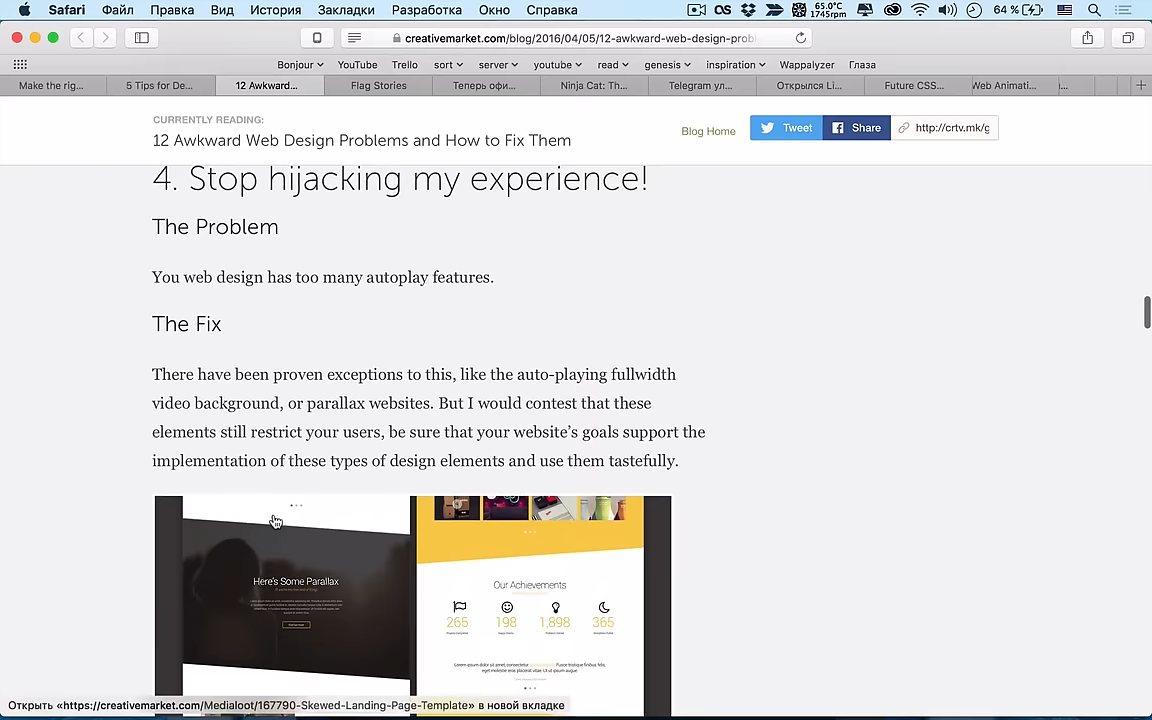 Safari Файл Правка Вид История Закладки Разработка Окно Справка
65.0°C
1745rpm
64 %
creativemarket.com/blog/2016/04/05/12-awkward-web-design-prob
Bonjour YouTube Trello sort server youtube read genesis inspiration Wappalyzer Глаза
Make the rig... 5 Tips for De... 12 Awkward... Flag Stories Теперь офи... Ninja Cat: Th... Telegram ул... Открылся Li... Future CSS... Web Animati...
CURRENTLY READING:
12 Awkward Web Design Problems and How to Fix Them
Blog Home Tweet Share http://crtv.mk/g
4. Stop hijacking my experience!
The Problem
You web design has too many autoplay features.
The Fix
There have been proven exceptions to this, like the auto-playing fullwidth
video background, or parallax websites. But I would contest that these
elements still restrict your users, be sure that your website's goals support the
implementation of these types of design elements and use them tastefully.
Here's Some Parallax
Our Achievements
265 198 1,898 365
Открыть «https://creativemarket.com/Medialoot/167790-Skewed-Landing-Page-Template» в новой вкладке